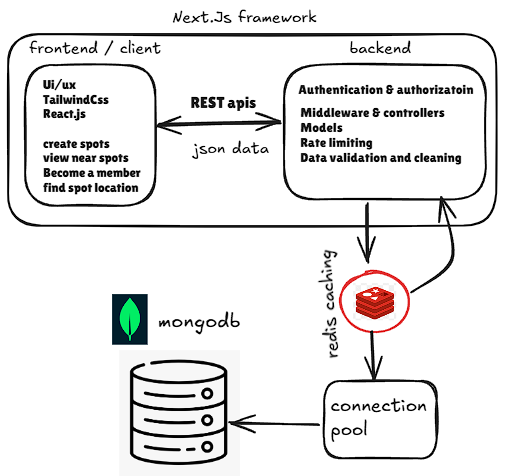 Next.Js framework
frontend / client
backend
Ui/ux
TailwindCss
React.js
create spots
view near spots
Become a member
find spot location
REST apis
json data
Authentication & authorizatoin
Middleware & controllers
Models
Rate limiting
Data validation and cleaning
redis caching
mongodb
connection
pool